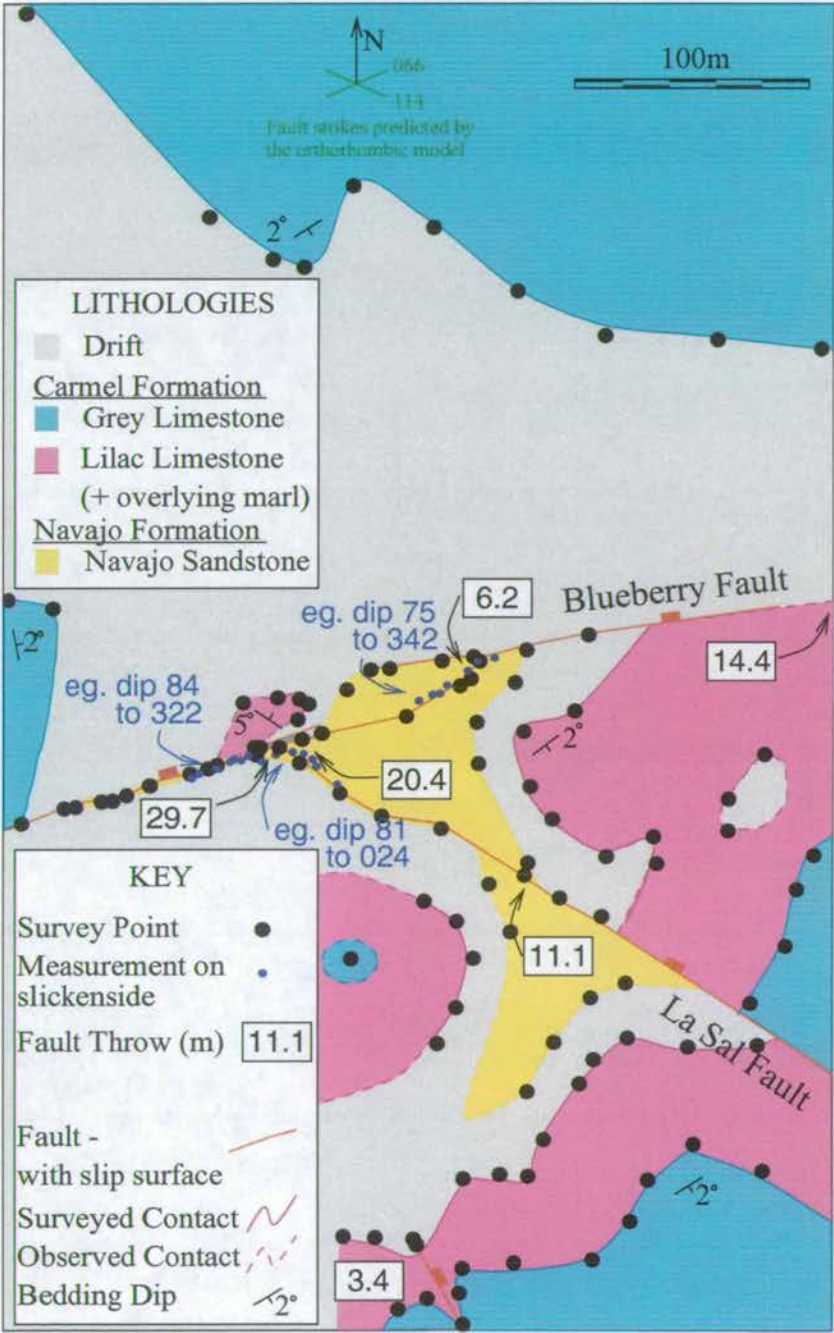 N
066
114
Fault strikes predicted by
the orthorhombic model
100m
2°
LITHOLOGIES
Drift
Carmel Formation
Grey Limestone
Lilac Limestone
(+ overlying marl)
Navajo Formation
Navajo Sandstone
2°
eg. dip 75
to 342
6.2
Blueberry Fault
14.4
eg. dip 84
to 322
5°
2°
29.7
20.4
eg. dip 81
to 024
11.1
La Sal Fault
KEY
Survey Point
Measurement on
slickenside
Fault Throw (m) 11.1
Fault -
with slip surface
Surveyed Contact
Observed Contact
Bedding Dip 2°
2°
3.4